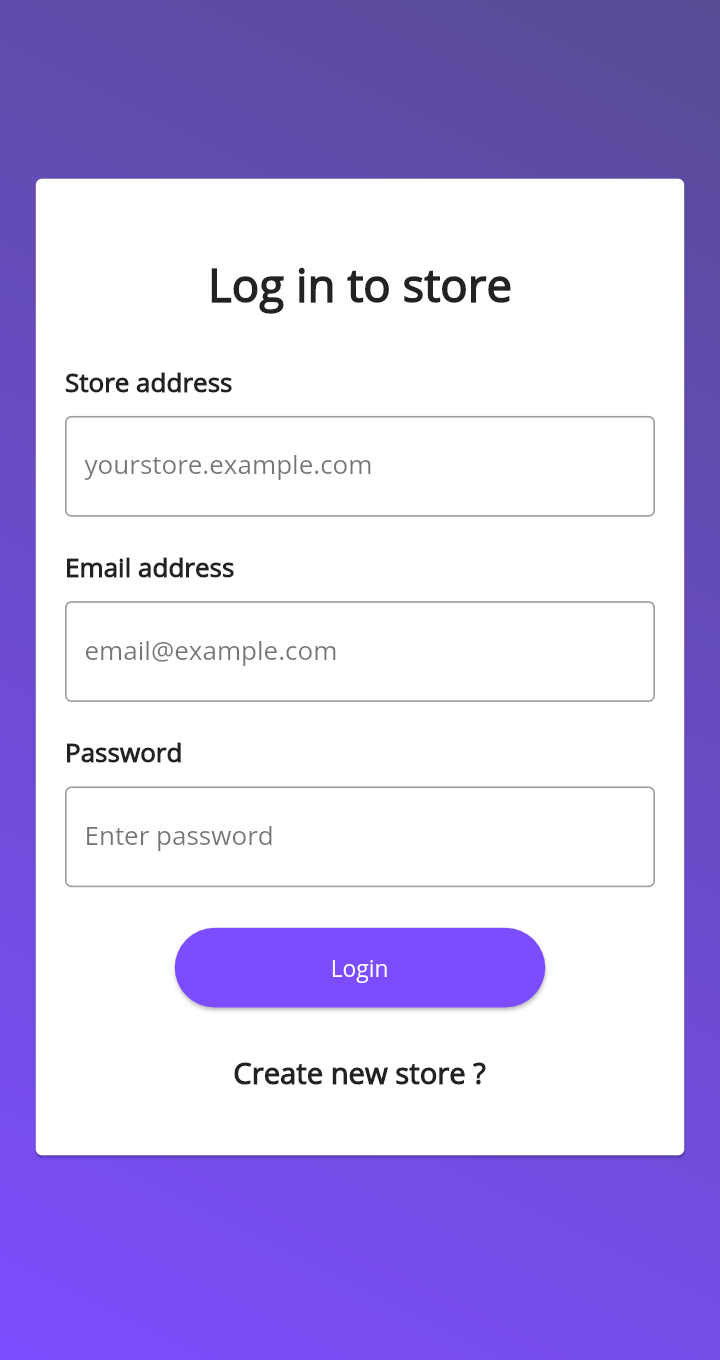 Log in to store
Store address
yourstore.example.com
Email address
email@example.com
Password
Enter password
Login
Create new store ?